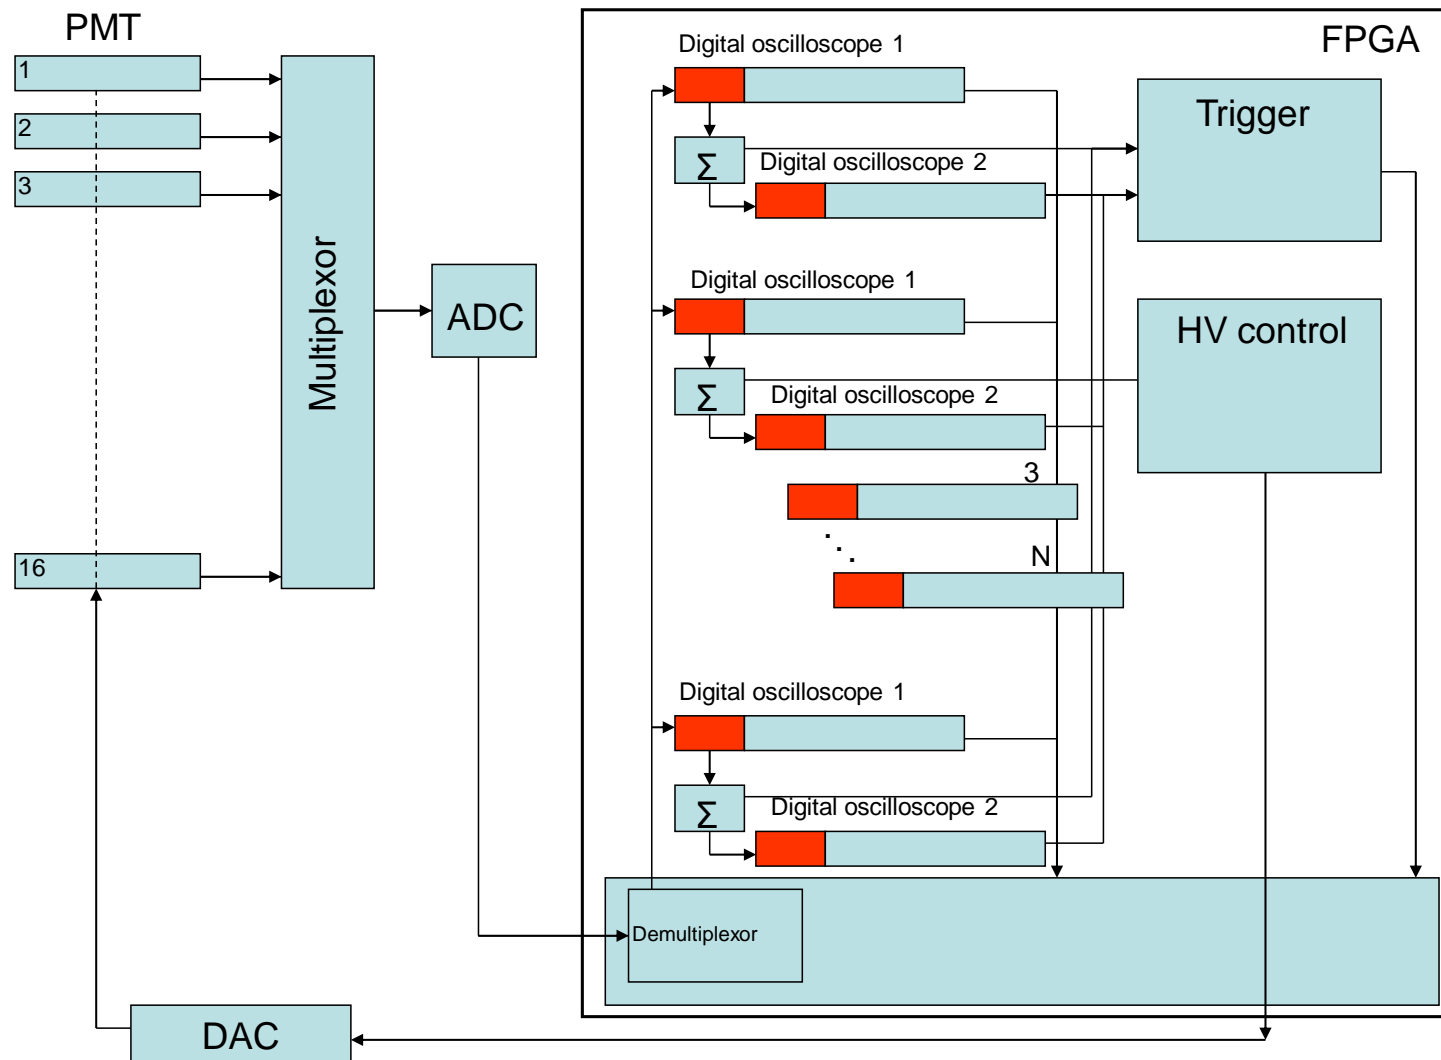 PMT
1
2
3
16
Multiplexor
ADC
DAC
FPGA
Digital oscilloscope 1
Σ
Digital oscilloscope 2
Trigger
Digital oscilloscope 1
Σ
Digital oscilloscope 2
HV control
3
N
Digital oscilloscope 1
Σ
Digital oscilloscope 2
Demultiplexor